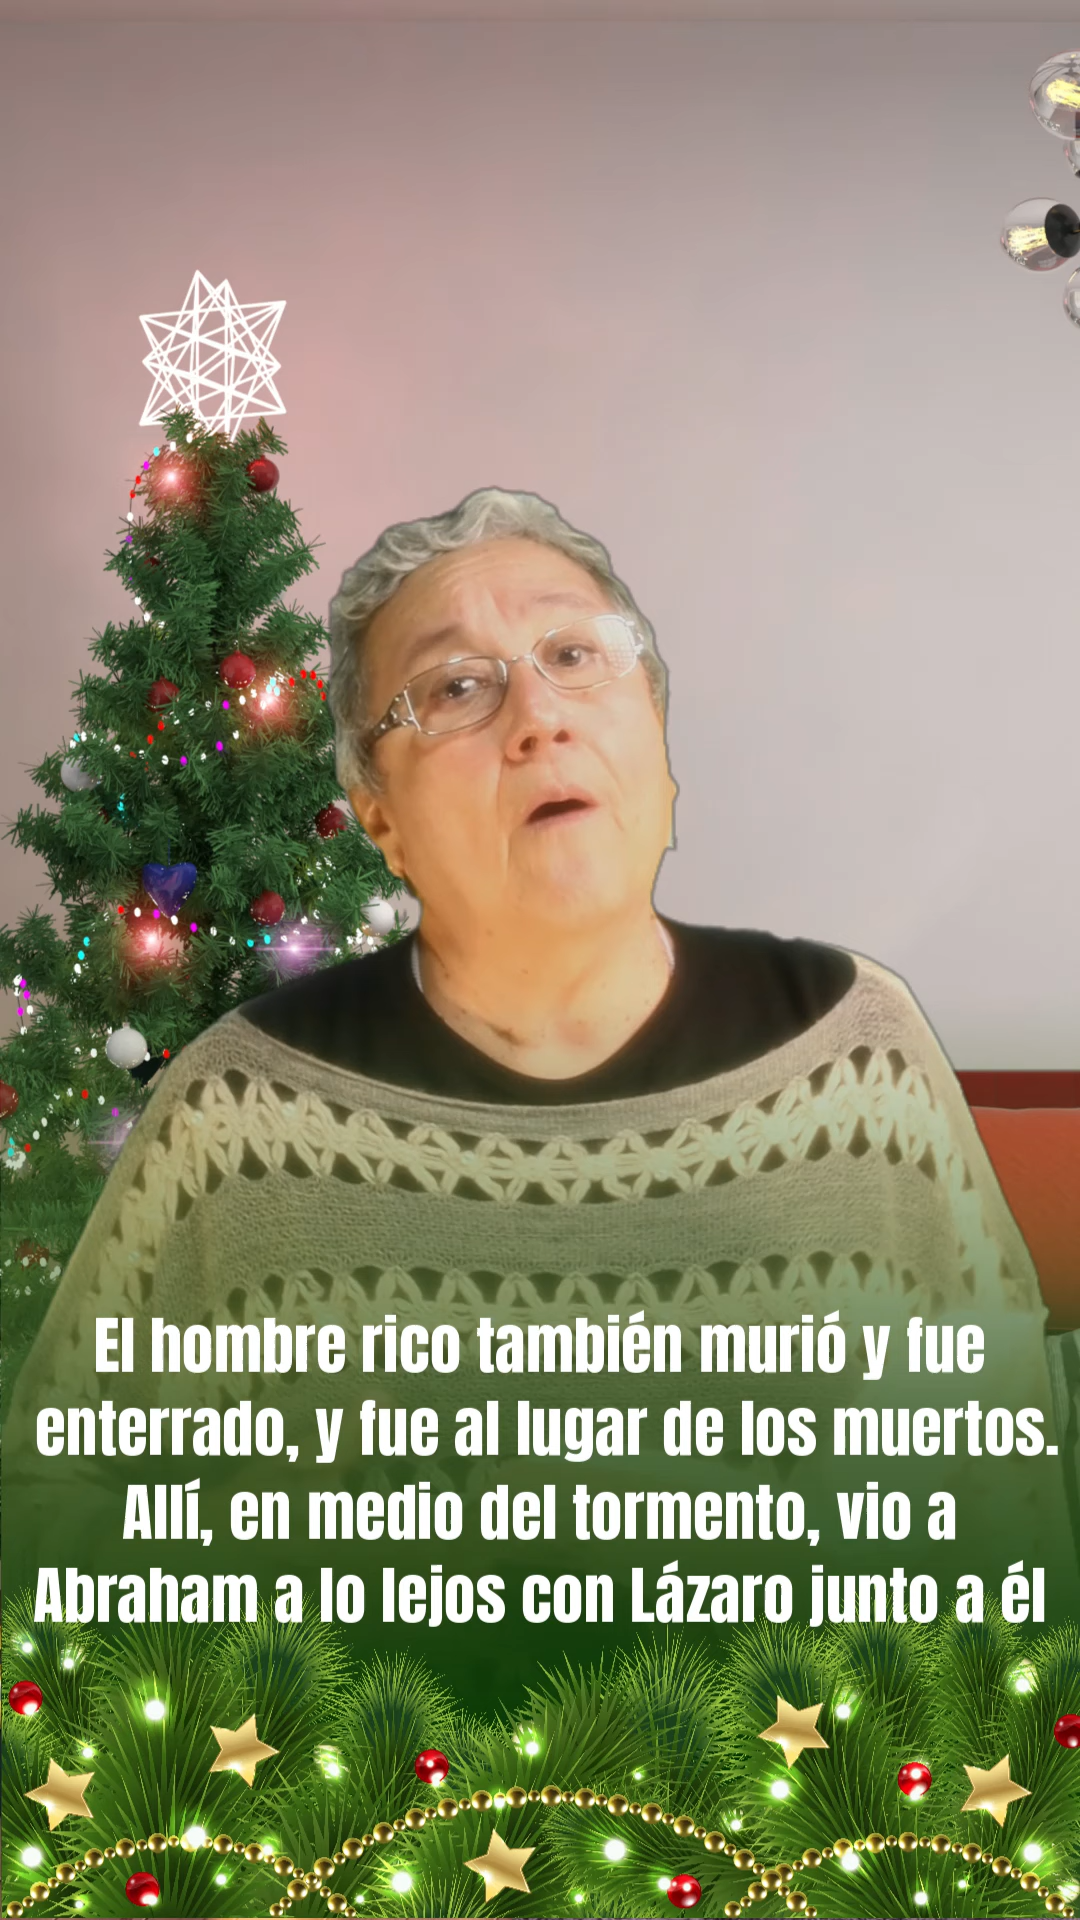 El hombre rico también murió y fue
enterrado, y fue al lugar de los muertos.
Allí, en medio del tormento, vio a
Abraham a lo lejos con Lázaro junto a él